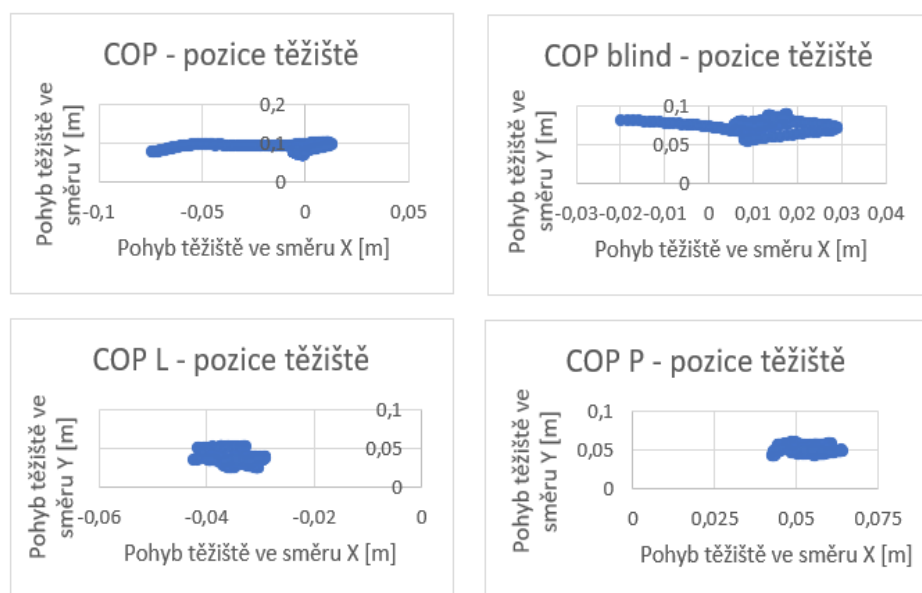 COP - pozice těžiště
Pohyb těžiště ve
směru Y [m]
0,2
0,1
0
-0,1 -0,05 0 0,05
Pohyb těžiště ve směru X [m]
COP blind - pozice těžiště
Pohyb těžiště ve
směru Y [m]
0,1
0,05
0
-0,03 -0,02 -0,01 0 0,01 0,02 0,03 0,04
Pohyb těžiště ve směru X [m]
COP L - pozice těžiště
Pohyb těžiště ve
směru Y [m]
0,1
0,05
0
-0,06 -0,04 -0,02 0
Pohyb těžiště ve směru X [m]
COP P - pozice těžiště
Pohyb těžiště ve
směru Y [m]
0,1
0,05
0
0 0,025 0,05 0,075
Pohyb těžiště ve směru X [m]